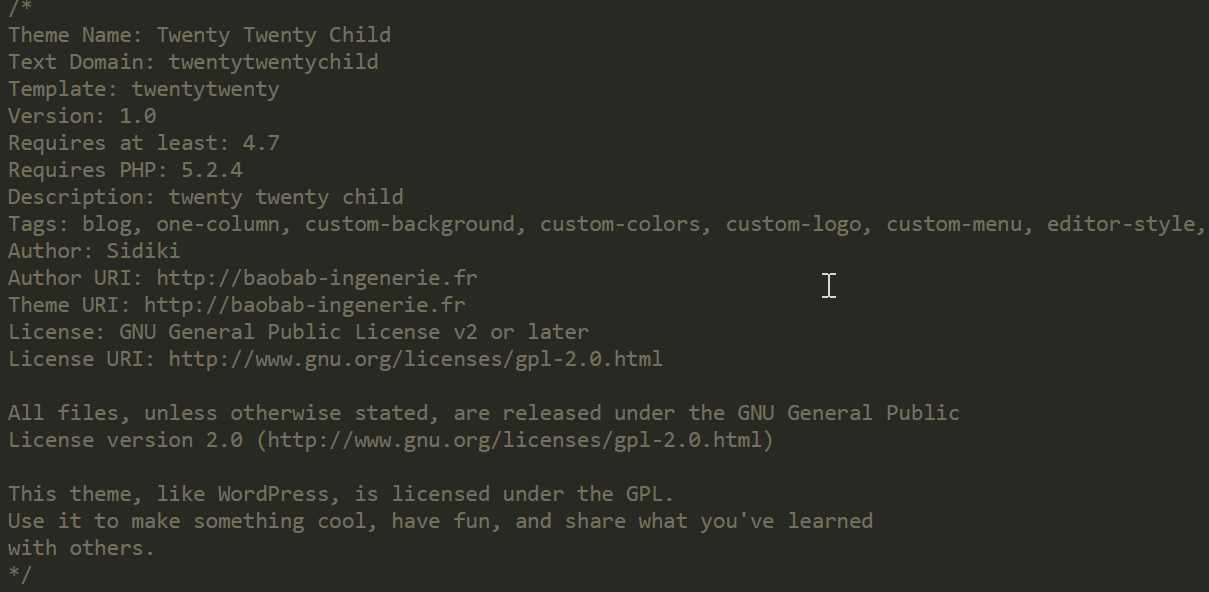 /*
Theme Name: Twenty Twenty Child
Text Domain: twentytwentychild
Template: twentytwenty
Version: 1.0
Requires at least: 4.7
Requires PHP: 5.2.4
Description: twenty twenty child
Tags: blog, one-column, custom-background, custom-colors, custom-logo, custom-menu, editor-style,
Author: Sidiki
Author URI: http://baobab-ingenerie.fr
Theme URI: http://baobab-ingenerie.fr
License: GNU General Public License v2 or later
License URI: http://www.gnu.org/licenses/gpl-2.0.html

All files, unless otherwise stated, are released under the GNU General Public
License version 2.0 (http://www.gnu.org/licenses/gpl-2.0.html)

This theme, like WordPress, is licensed under the GPL.
Use it to make something cool, have fun, and share what you've learned
with others.
*/